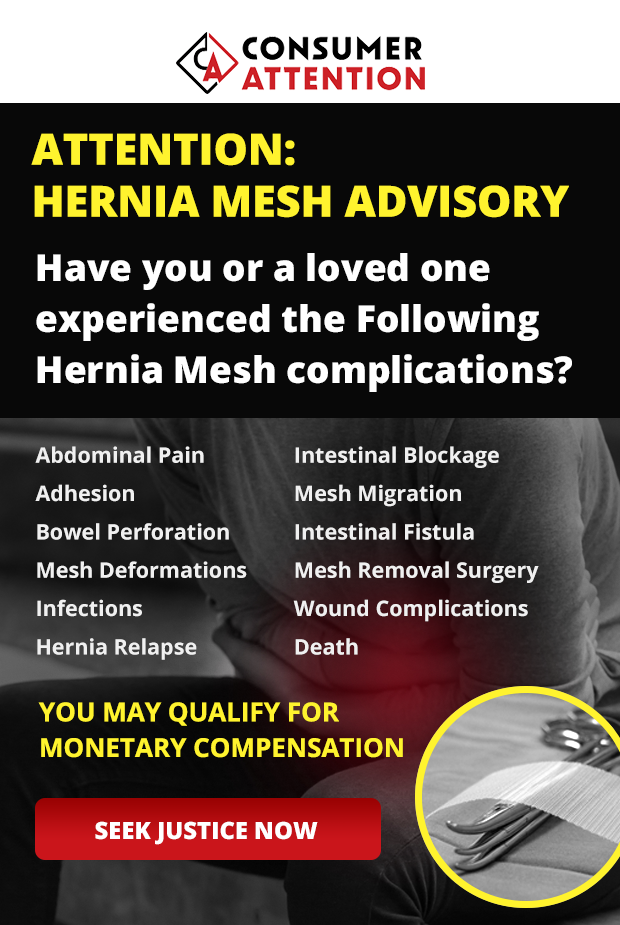 CA
CONSUMER
ATTENTION
ATTENTION:
HERNIA MESH ADVISORY
Have you or a loved one
experienced the Following
Hernia Mesh complications?
Abdominal Pain
Adhesion
Bowel Perforation
Mesh Deformations
Infections
Hernia Relapse
Intestinal Blockage
Mesh Migration
Intestinal Fistula
Mesh Removal Surgery
Wound Complications
Death
YOU MAY QUALIFY FOR
MONETARY COMPENSATION
SEEK JUSTICE NOW